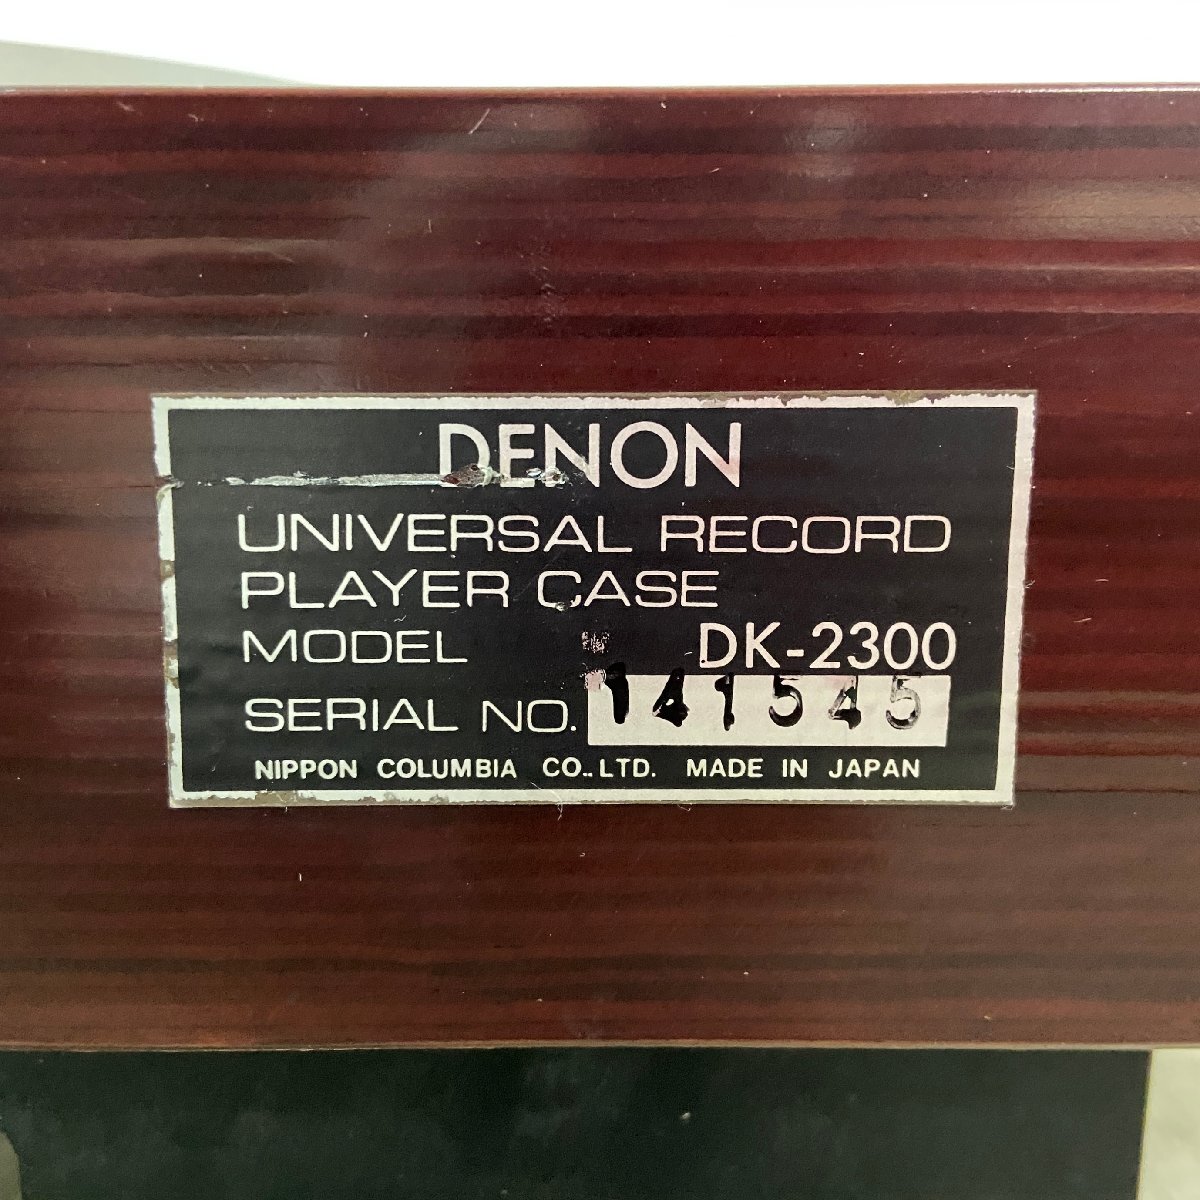 DENON
UNIVERSAL RECORD
PLAYER CASE
MODEL DK-2300
SERIAL NO. 141545
NIPPON COLUMBIA CO.,LTD. MADE IN JAPAN